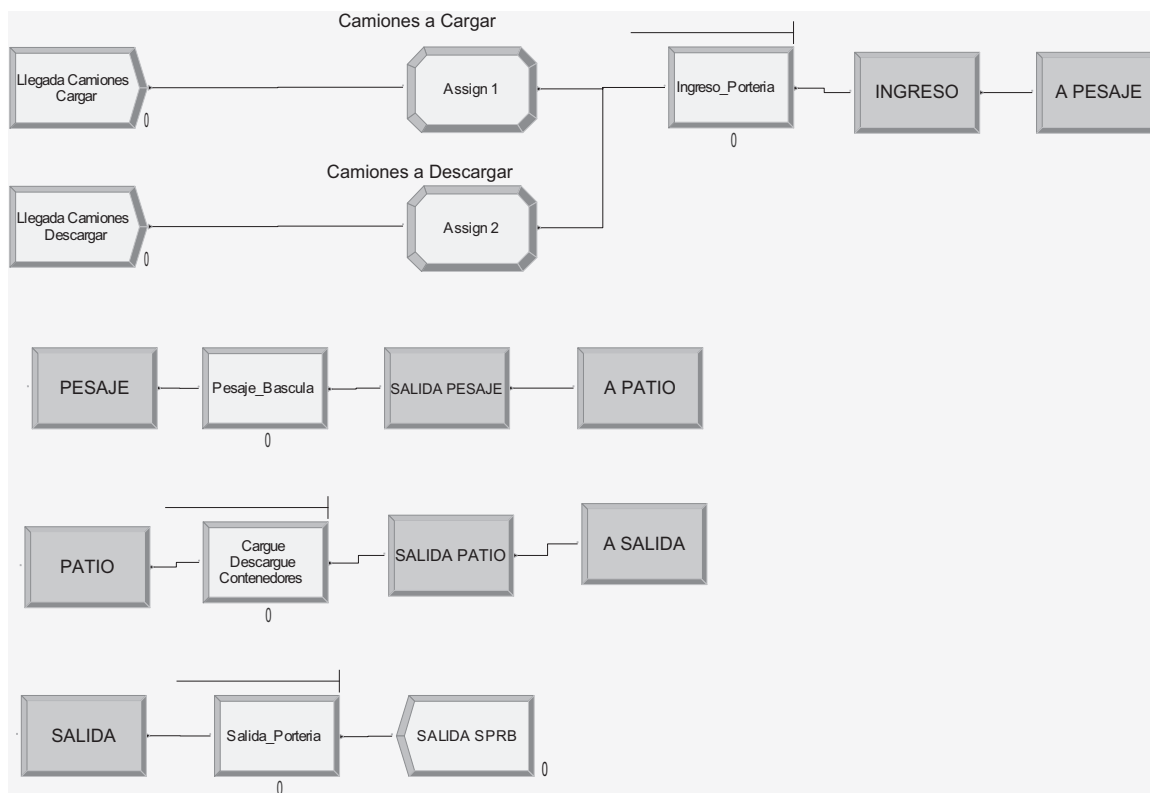 Camiones a Cargar
Llegada Camiones
Cargar
0
Assign 1
Ingreso_Porteria
0
INGRESO
A PESAJE
Camiones a Descargar
Llegada Camiones
Descargar
0
Assign 2
PESAJE
Pesaje_Bascula
0
SALIDA PESAJE
A PATIO
PATIO
Cargue
Descargue
Contenedores
0
SALIDA PATIO
A SALIDA
SALIDA
Salida_Porteria
0
SALIDA SPRB
0